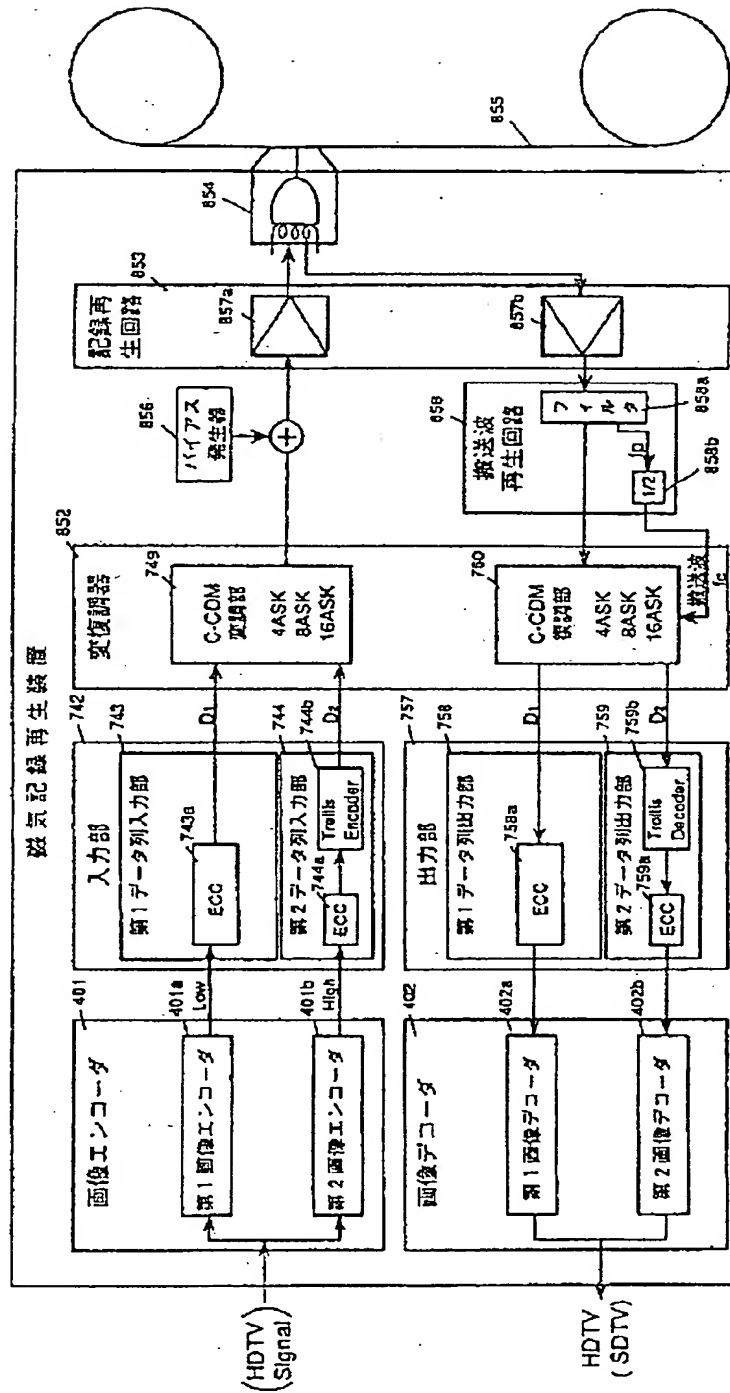 磁気記録再生装置
(HDTV
Signal)
401
画像エンコーダ
401a
第1画像エンコーダ
401b
第2画像エンコーダ
Low
High
742
入力部
743
第1データ列入力部
743a
ECC
744
第2データ列入力部
744a
ECC
744b
Trellis
Encoder
D1
D2
852
変復調器
749
C-CDM
変調部
4ASK
8ASK
16ASK
856
バイアス
発生器
+
853
記録再
生回路
857a
854
855
857b
858
搬送波
再生回路
フィルタ
858a
fp
1/2
858b
搬送波
fc
760
C-CDM
復調部
4ASK
8ASK
16ASK
D1
D2
757
出力部
758
第1データ列出力部
758a
ECC
759
第2データ列出力部
759a
ECC
759b
Trellis
Decoder
402
画像デコーダ
402a
第1画像デコーダ
402b
第2画像デコーダ
HDTV
(SDTV)